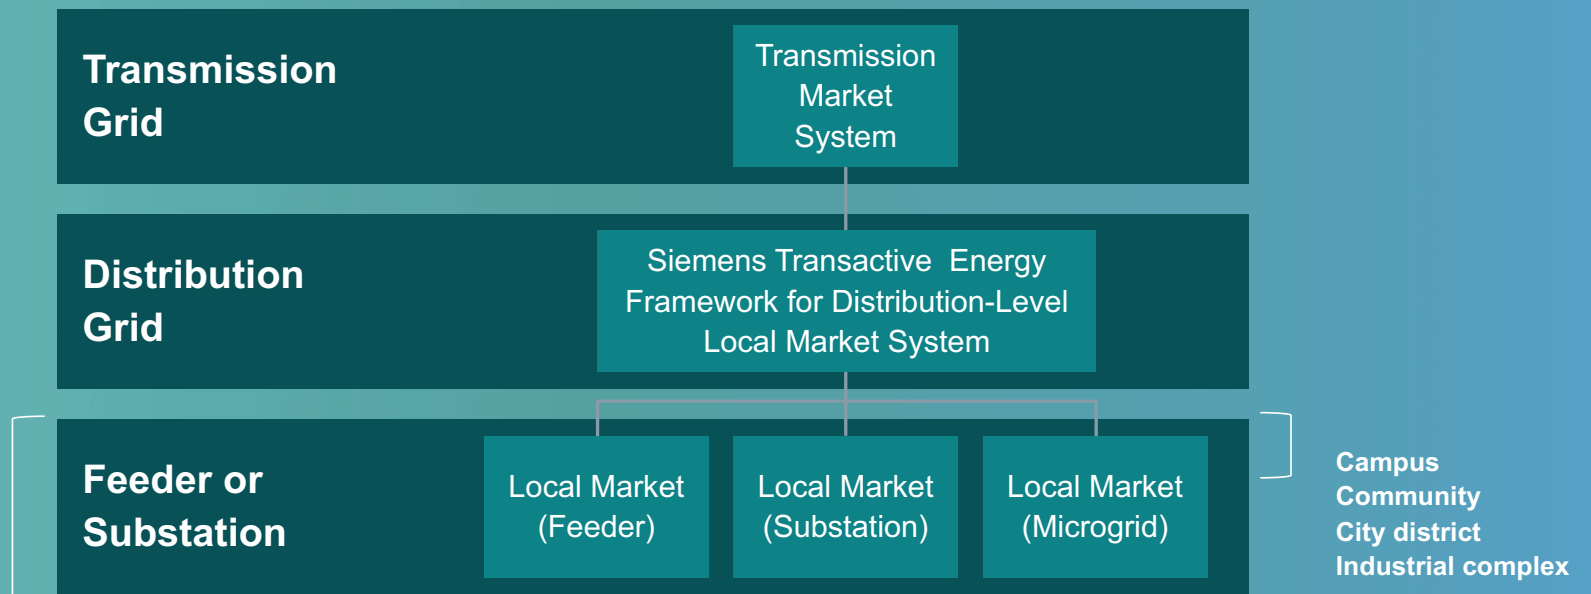 Transmission
Grid
Transmission
Market
System
Distribution
Grid
Siemens Transactive  Energy
Framework for Distribution-Level
Local Market System
Feeder or
Substation
Local Market
(Feeder)
Local Market
(Substation)
Local Market
(Microgrid)
Campus
Community
City district
Industrial complex